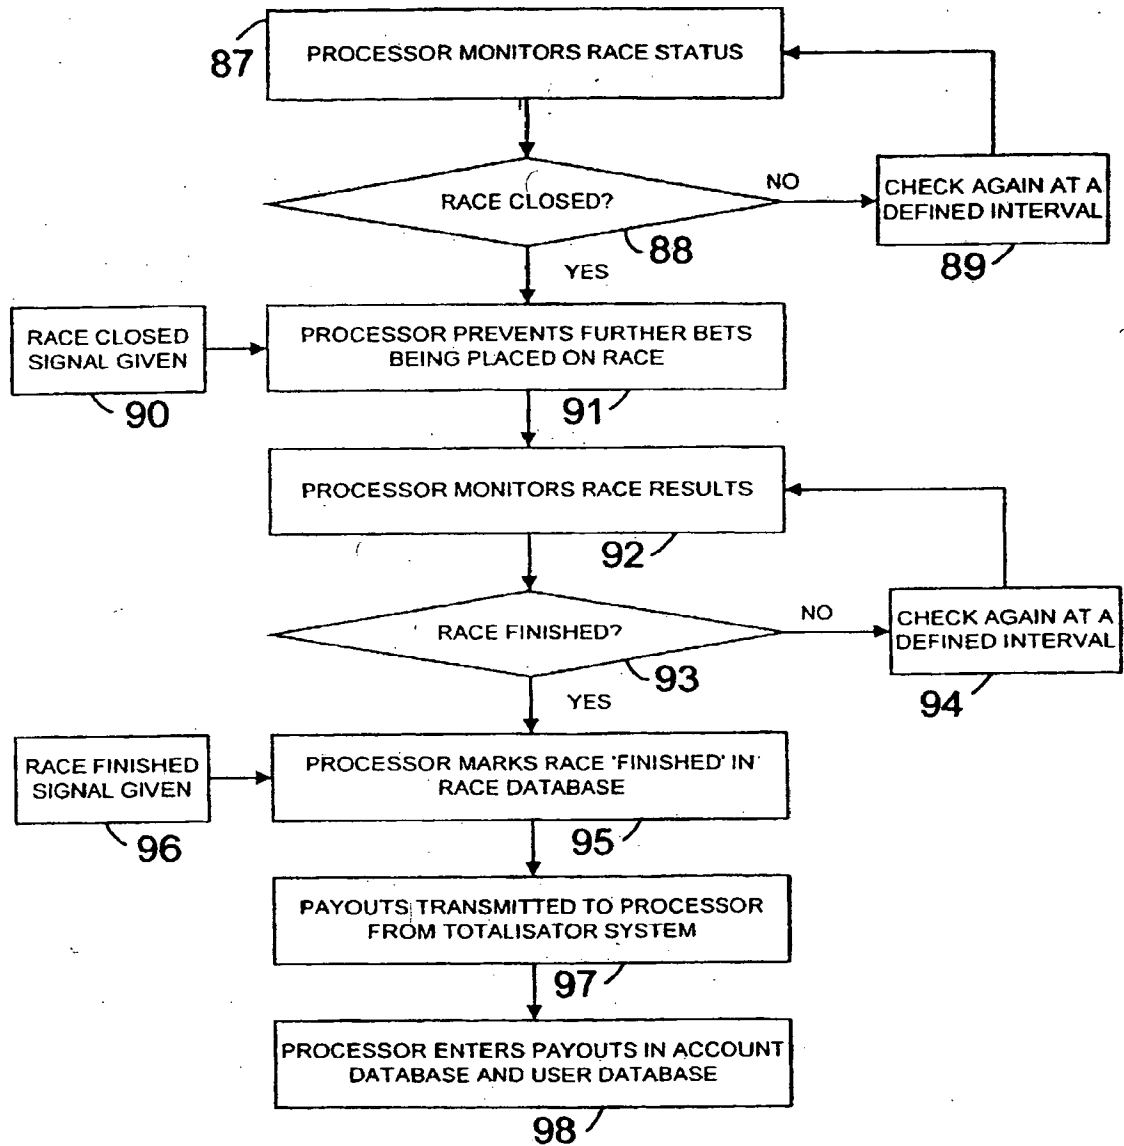 87
PROCESSOR MONITORS RACE STATUS
RACE CLOSED?
88
NO
CHECK AGAIN AT A
DEFINED INTERVAL
89
YES
RACE CLOSED
SIGNAL GIVEN
90
PROCESSOR PREVENTS FURTHER BETS
BEING PLACED ON RACE
91
PROCESSOR MONITORS RACE RESULTS
92
RACE FINISHED?
93
NO
CHECK AGAIN AT A
DEFINED INTERVAL
94
YES
RACE FINISHED
SIGNAL GIVEN
96
PROCESSOR MARKS RACE 'FINISHED' IN
RACE DATABASE
95
PAYOUTS TRANSMITTED TO PROCESSOR
FROM TOTALISATOR SYSTEM
97
PROCESSOR ENTERS PAYOUTS IN ACCOUNT
DATABASE AND USER DATABASE
98